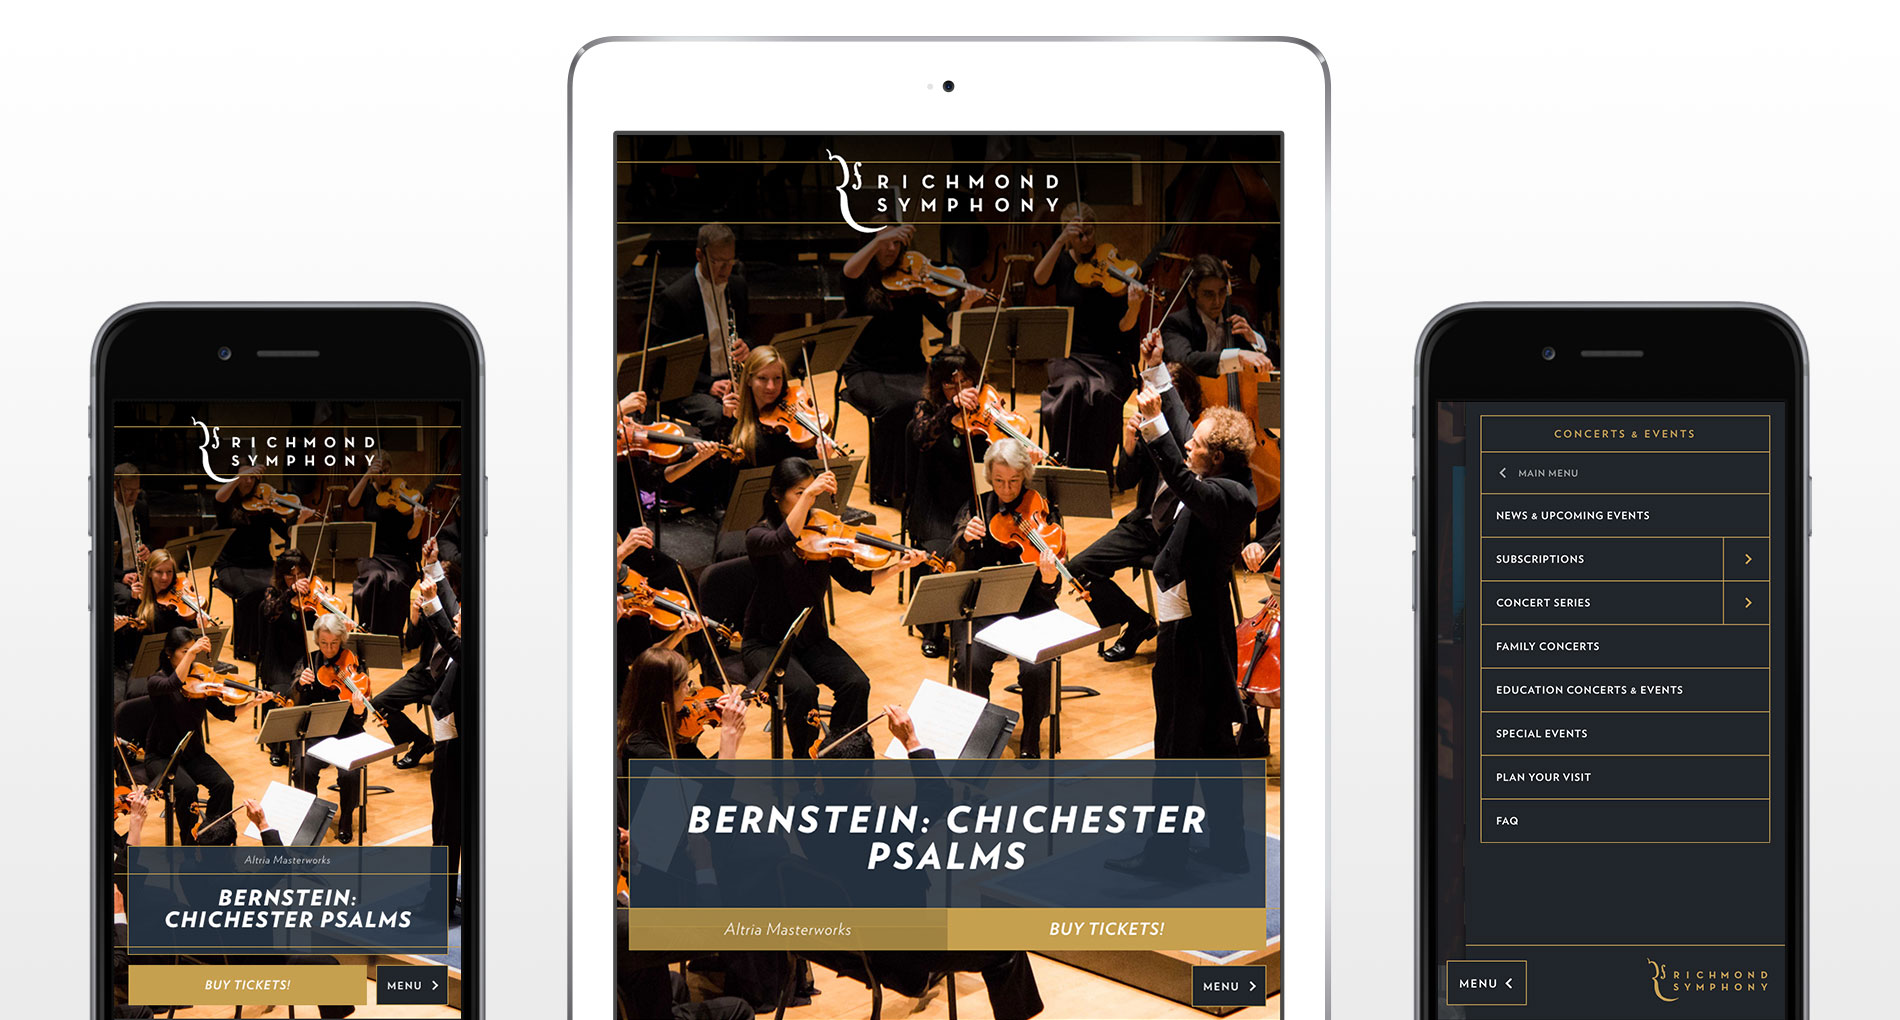 RICHMOND
SYMPHONY
Altria Masterworks
BERNSTEIN:
CHICHESTER PSALMS
BUY TICKETS!
MENU
RICHMOND
SYMPHONY
BERNSTEIN: CHICHESTER
PSALMS
Altria Masterworks
BUY TICKETS!
MENU
CONCERTS & EVENTS
MAIN MENU
NEWS & UPCOMING EVENTS
SUBSCRIPTIONS
CONCERT SERIES
FAMILY CONCERTS
EDUCATION CONCERTS & EVENTS
SPECIAL EVENTS
PLAN YOUR VISIT
FAQ
MENU
RICHMOND
SYMPHONY